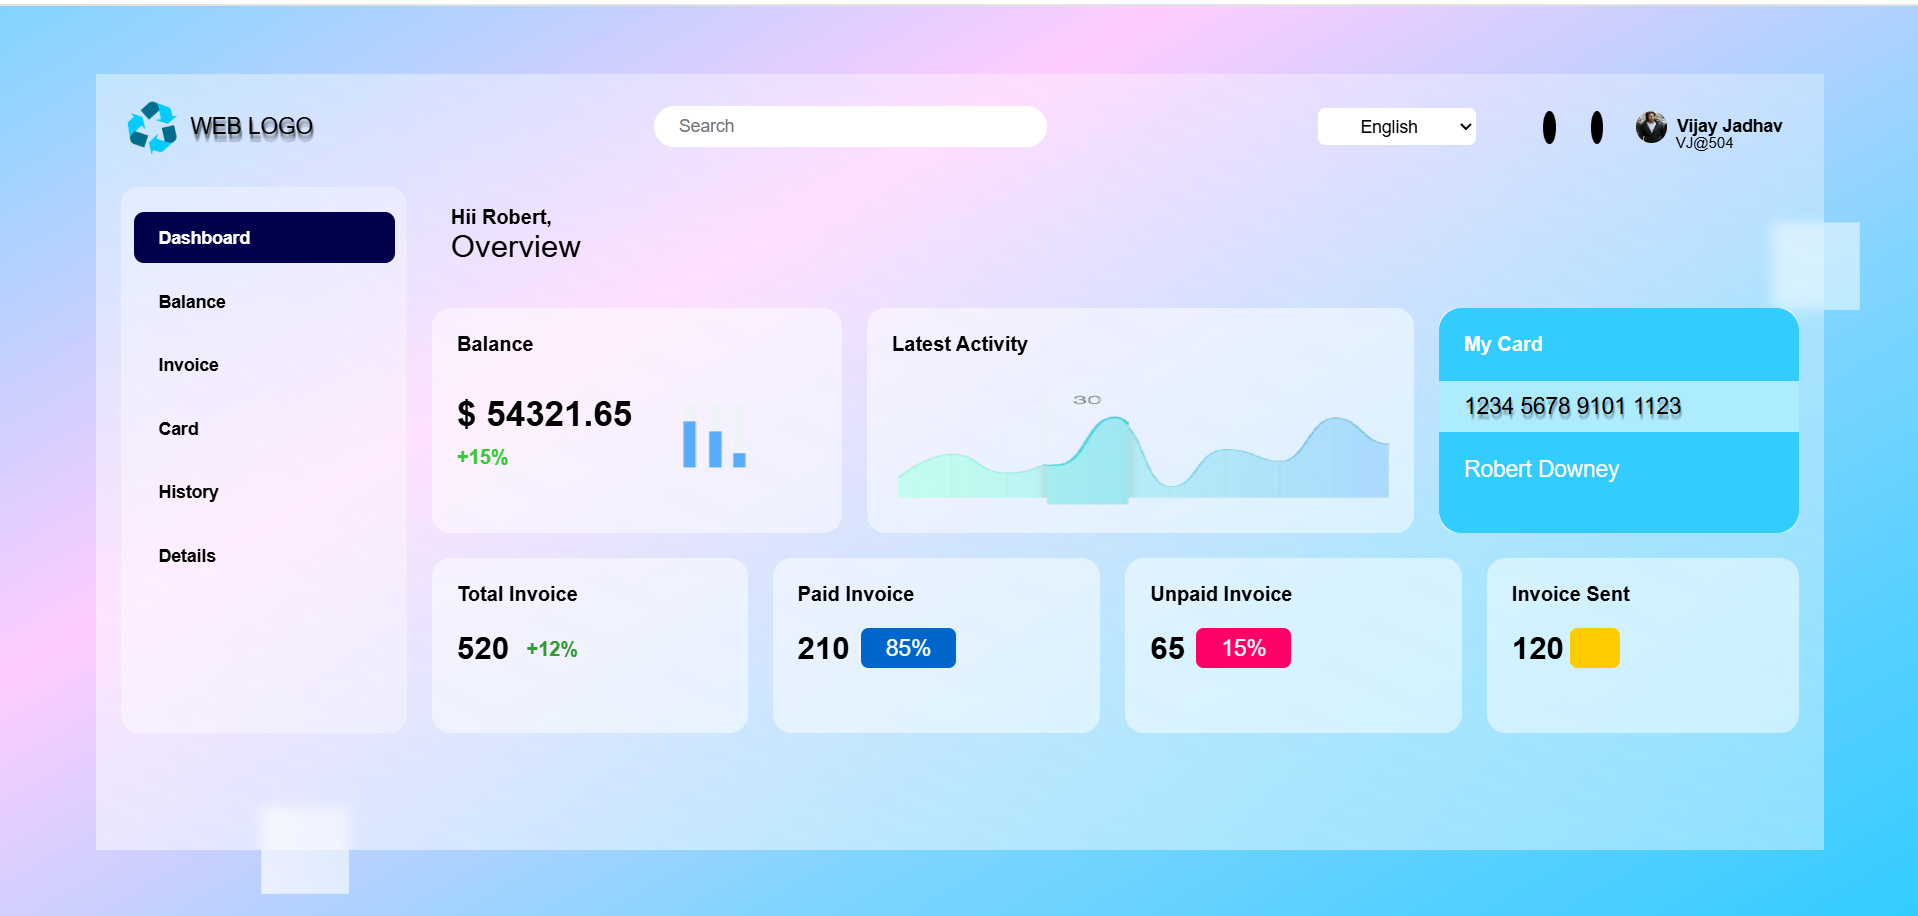 WEB LOGO
Search
English
Vijay Jadhav
VJ@504
Dashboard
Balance
Invoice
Card
History
Details
Hii Robert,
Overview
Balance
$ 54321.65
+15%
Latest Activity
30
My Card
1234 5678 9101 1123
Robert Downey
Total Invoice
520 +12%
Paid Invoice
210 85%
Unpaid Invoice
65 15%
Invoice Sent
120